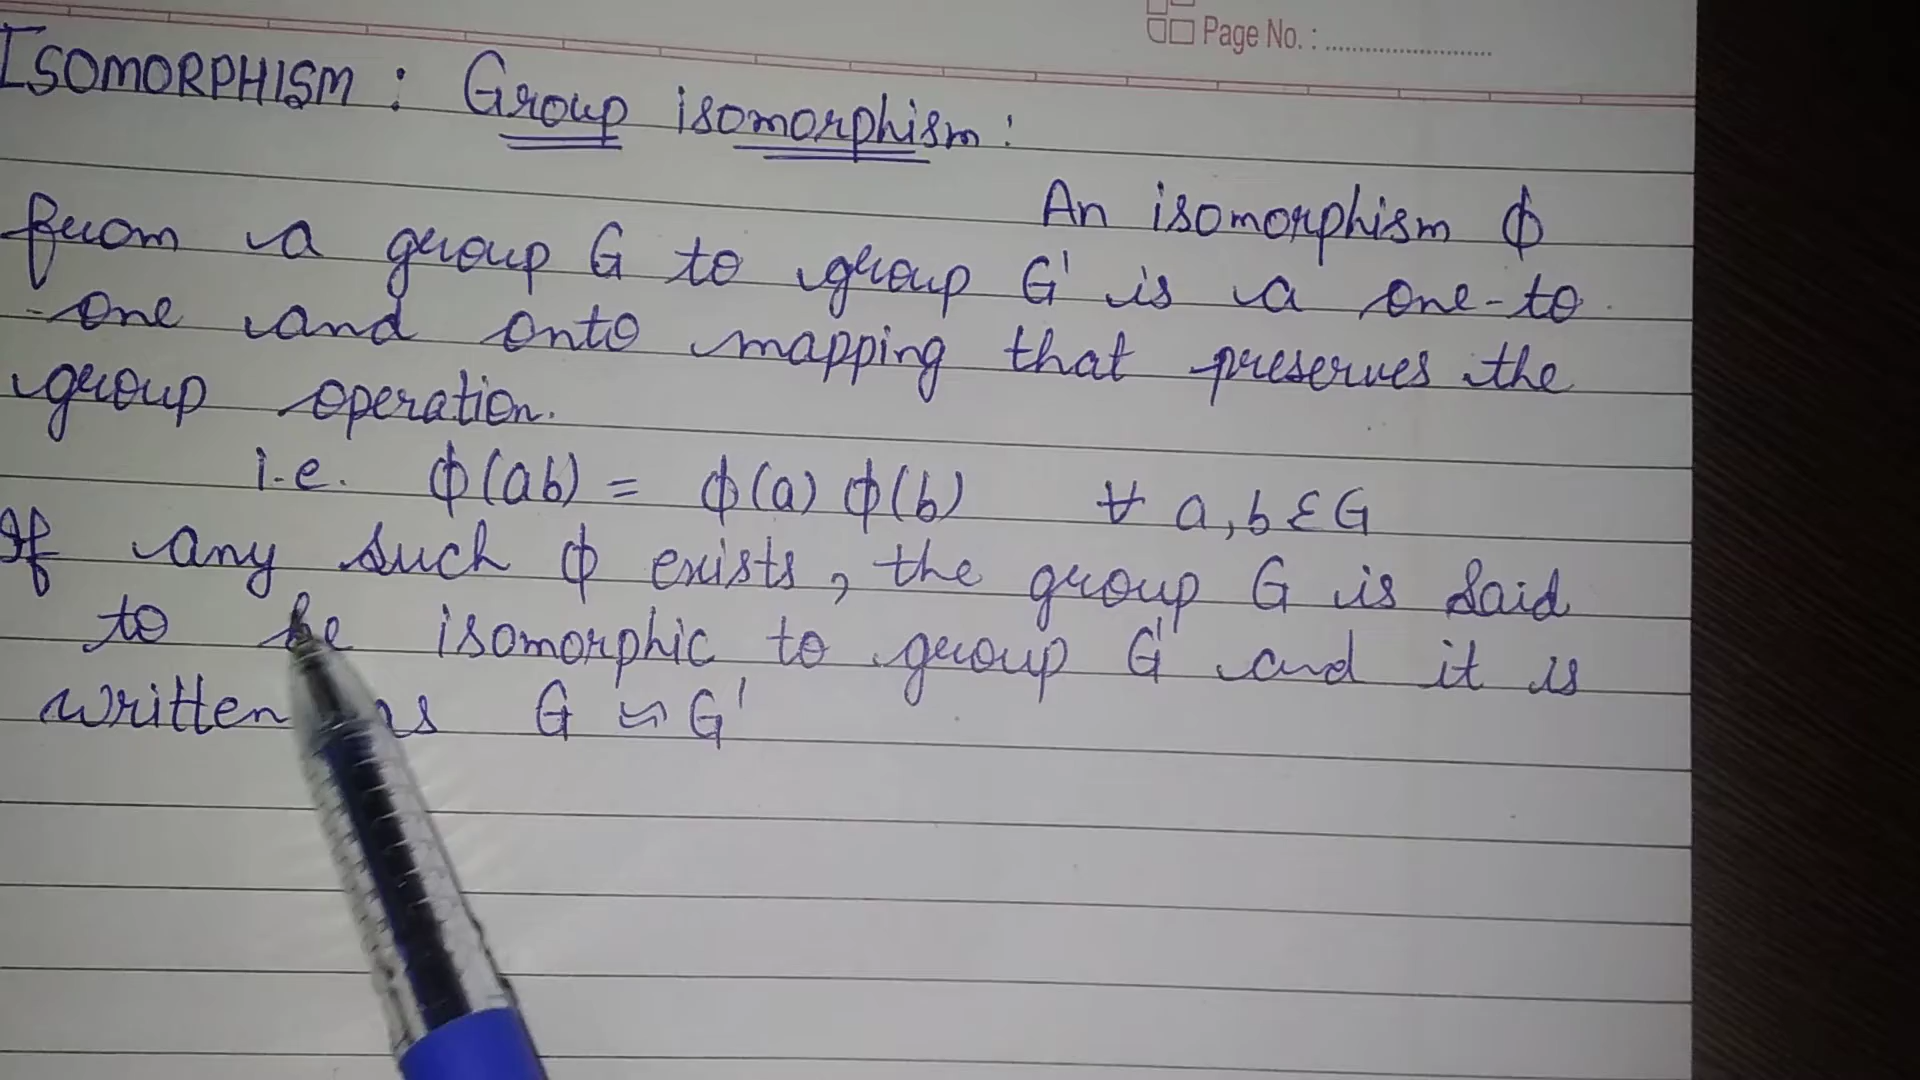 Page No. : ..............................
ISOMORPHISM : Group isomorphism :
An isomorphism ϕ
from a group G to group G' is a one-to
-one and onto mapping that preserves the
group operation.
i.e. ϕ(ab) = ϕ(a) ϕ(b) ∀ a, b ε G
If any such ϕ exists, the group G is said
to be isomorphic to group G' and it is
written as G ≌ G'